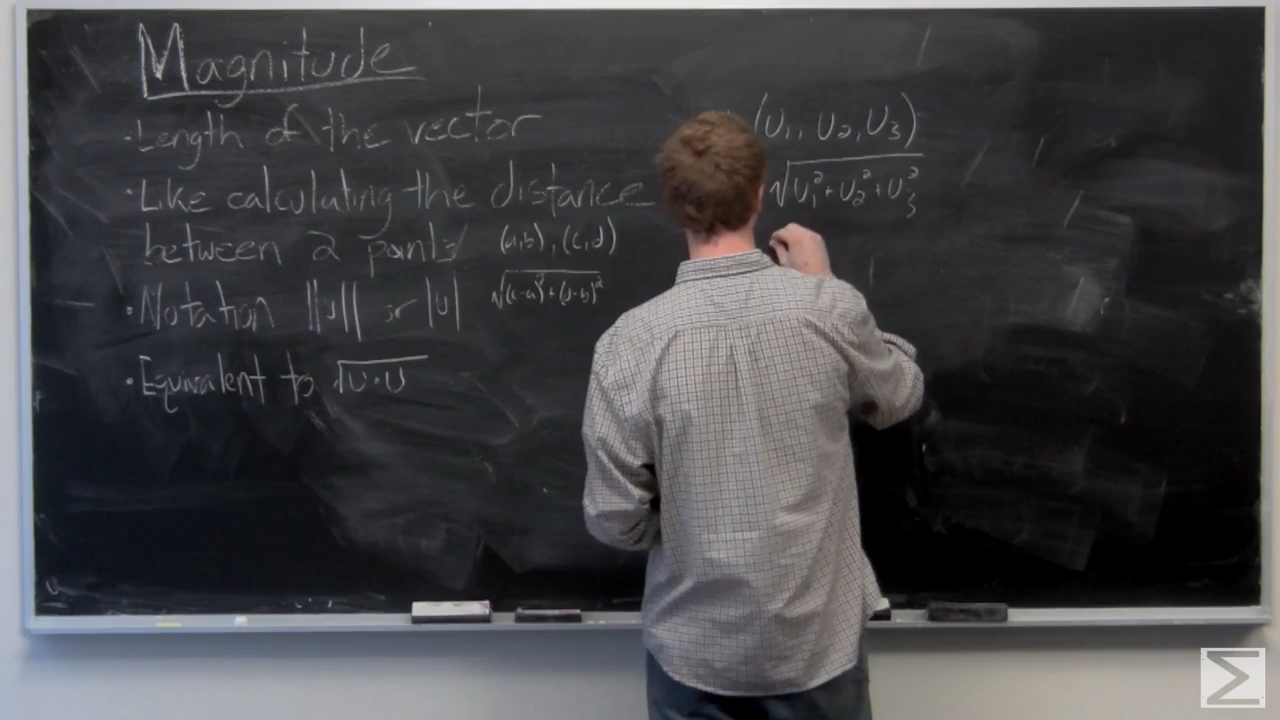 Magnitude
·Length of the vector
·Like calculating the distance
between 2 points (a,b), (c,d)
√((c-a)²+(d-b)²)
·Notation ||u|| or |u|
·Equivalent to √(U·U)
(U₁, U₂, U₃)
√(U₁²+U₂²+U₃²)
Σ